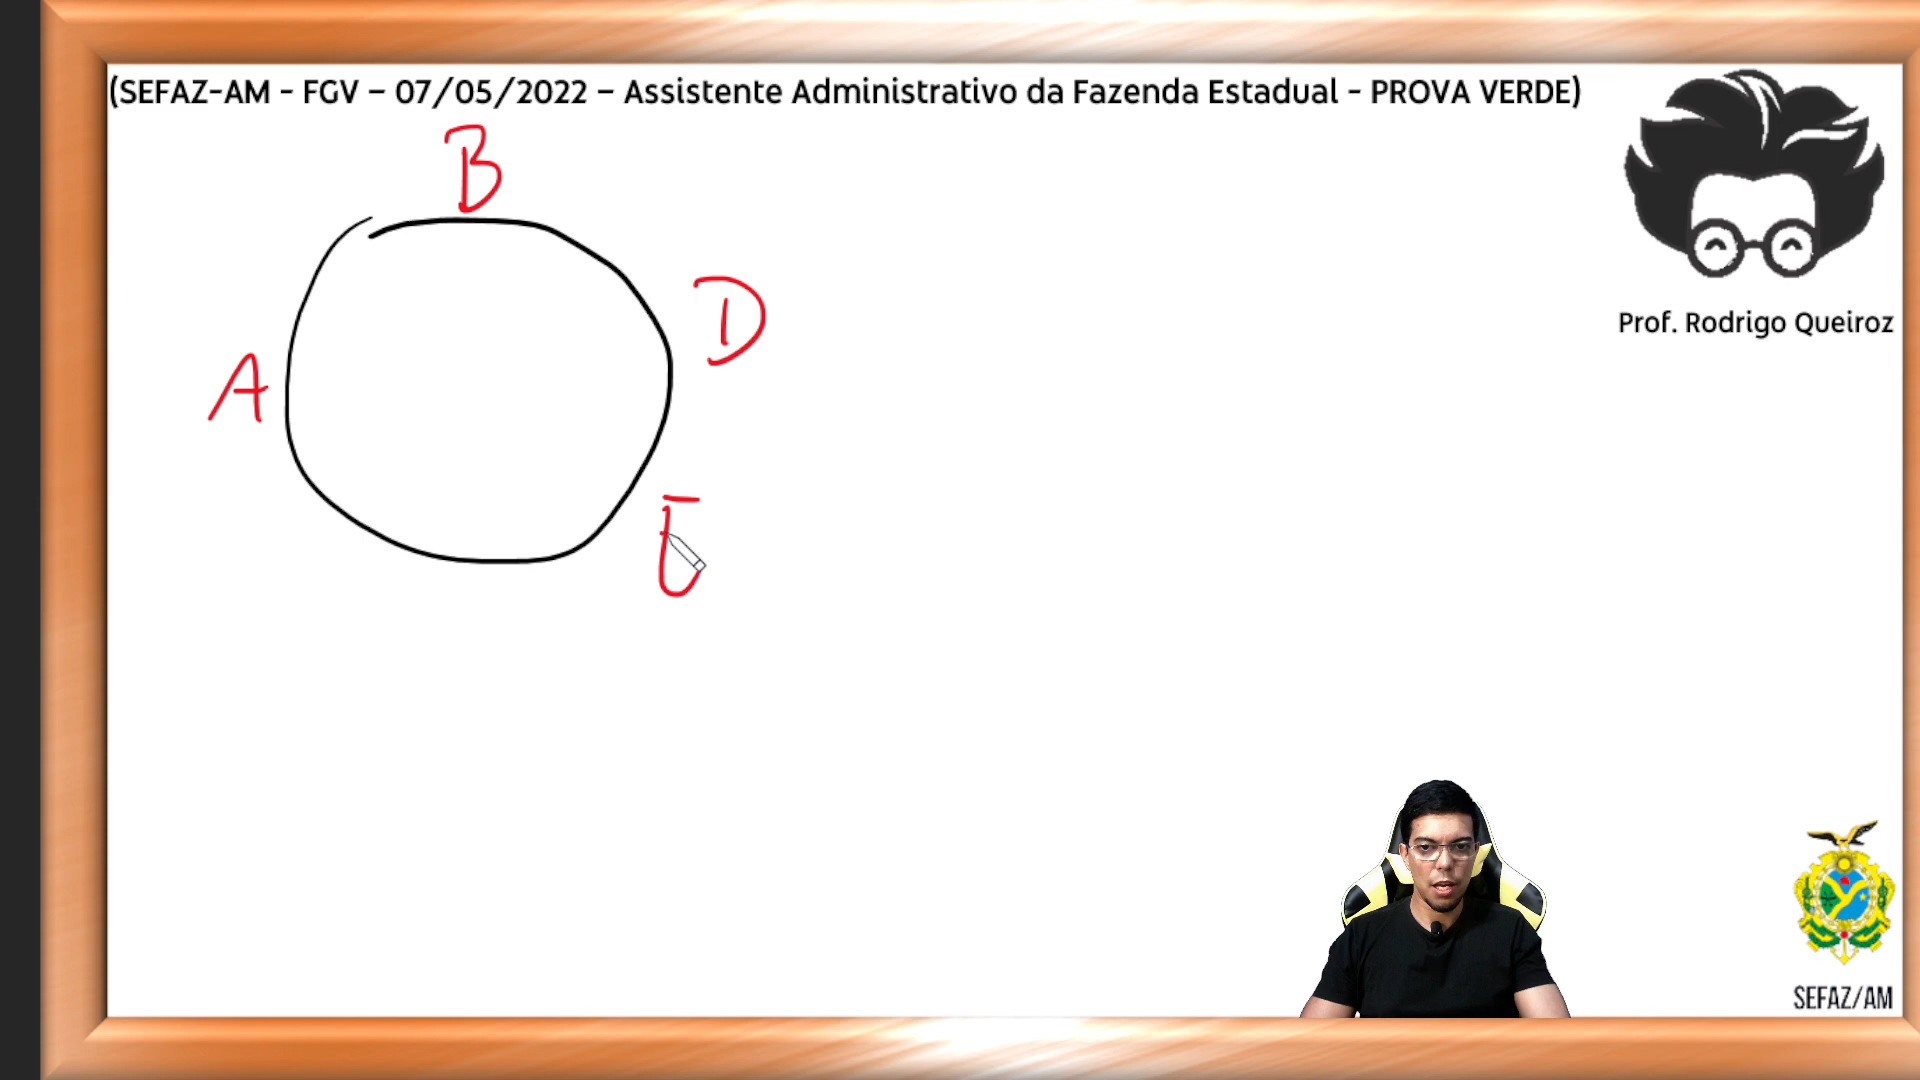 (SEFAZ-AM - FGV – 07/05/2022 – Assistente Administrativo da Fazenda Estadual - PROVA VERDE)
B
D
Prof. Rodrigo Queiroz
A
E
SEFAZ/AM